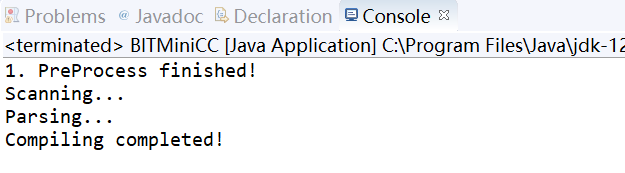 Problems @ Javadoc Declaration Console
<terminated> BITMiniCC [Java Application] C:\Program Files\Java\jdk-12
1. PreProcess finished!
Scanning...
Parsing...
Compiling completed!